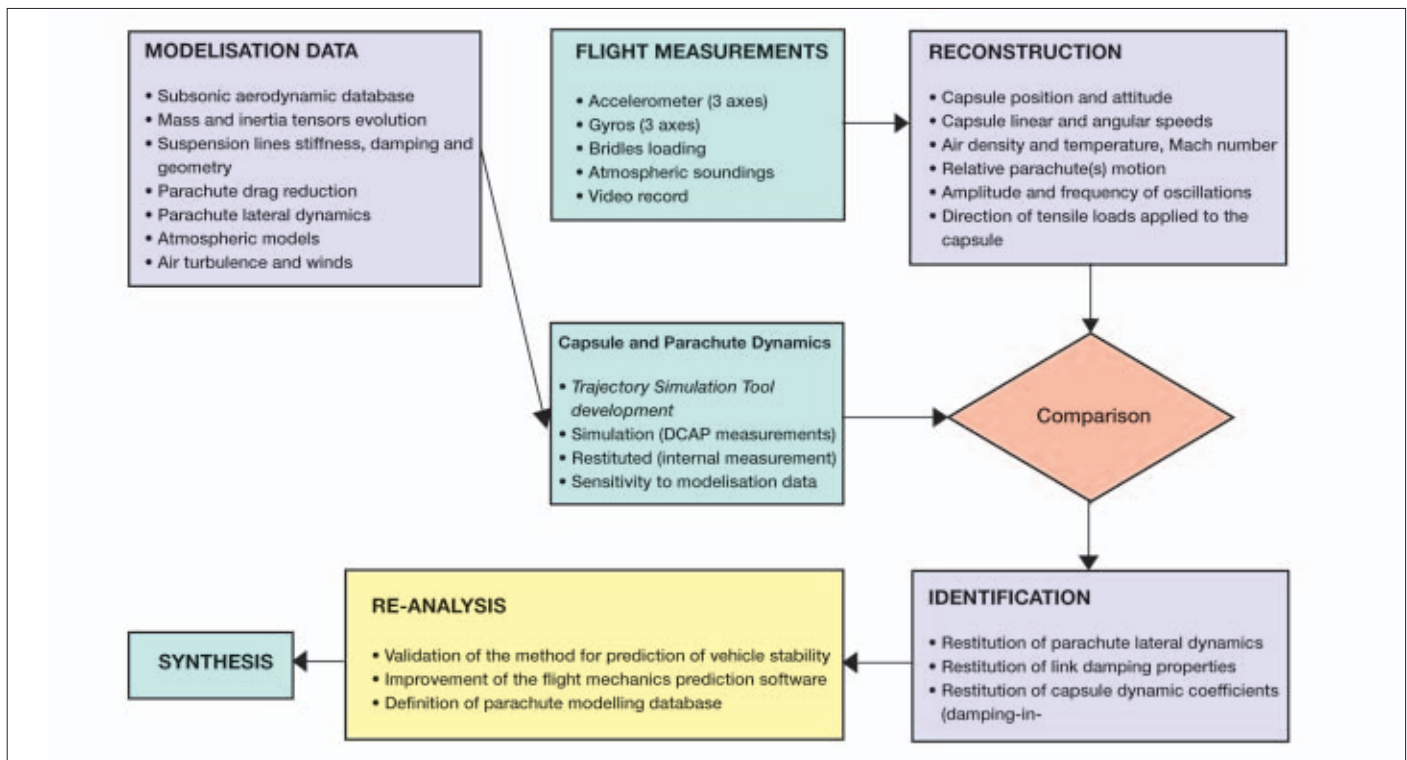 MODELISATION DATA
• Subsonic aerodynamic database
• Mass and inertia tensors evolution
• Suspension lines stiffness, damping and
geometry
• Parachute drag reduction
• Parachute lateral dynamics
• Atmospheric models
• Air turbulence and winds
FLIGHT MEASUREMENTS
• Accelerometer (3 axes)
• Gyros (3 axes)
• Bridles loading
• Atmospheric soundings
• Video record
RECONSTRUCTION
• Capsule position and attitude
• Capsule linear and angular speeds
• Air density and temperature, Mach number
• Relative parachute(s) motion
• Amplitude and frequency of oscillations
• Direction of tensile loads applied to the
capsule
Capsule and Parachute Dynamics
• Trajectory Simulation Tool
development
• Simulation (DCAP measurements)
• Restituted (internal measurement)
• Sensitivity to modelisation data
Comparison
IDENTIFICATION
• Restitution of parachute lateral dynamics
• Restitution of link damping properties
• Restitution of capsule dynamic coefficients
(damping-in-
RE-ANALYSIS
• Validation of the method for prediction of vehicle stability
• Improvement of the flight mechanics prediction software
• Definition of parachute modelling database
SYNTHESIS